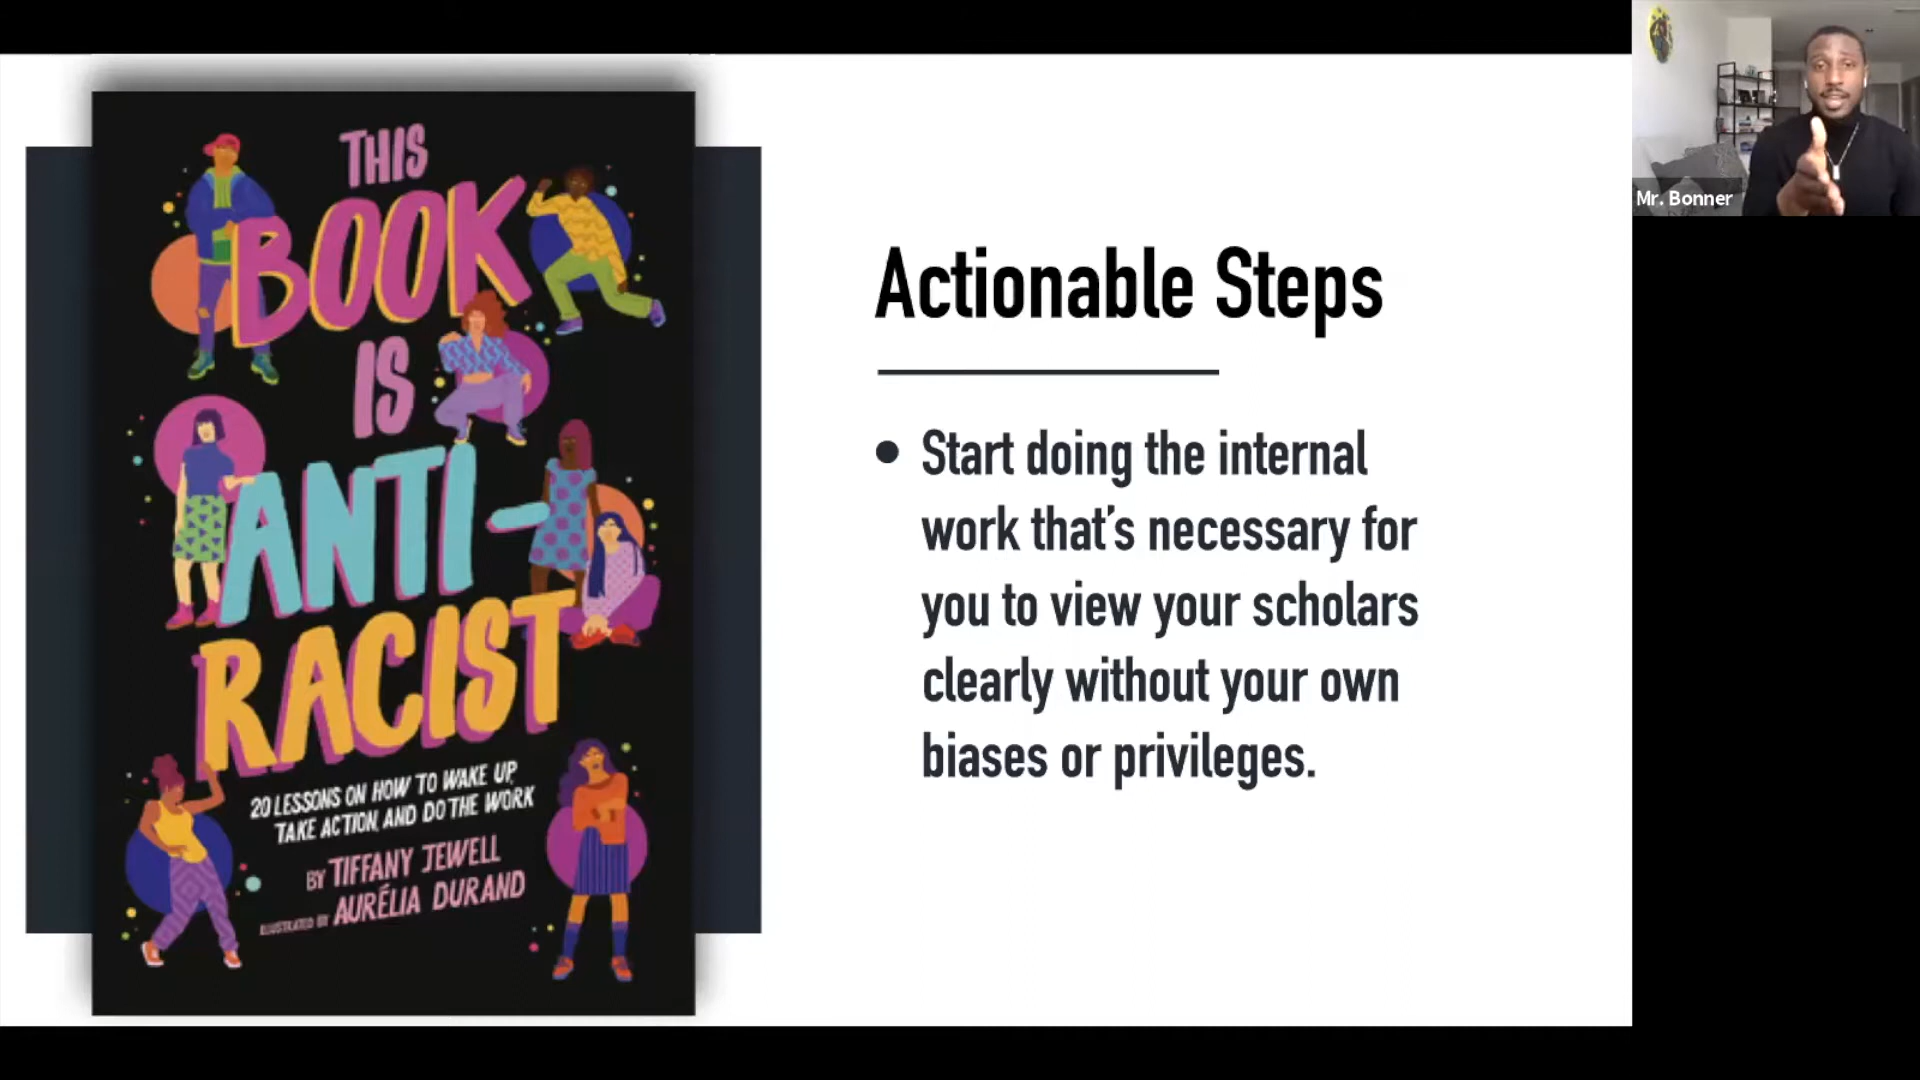 THIS
BOOK
IS
ANTI-
RACIST
20 LESSONS ON HOW TO WAKE UP,
TAKE ACTION, AND DO THE WORK
BY TIFFANY JEWELL
ILLUSTRATED BY AURÉLIA DURAND
Actionable Steps
• Start doing the internal
work that's necessary for
you to view your scholars
clearly without your own
biases or privileges.
Mr. Bonner